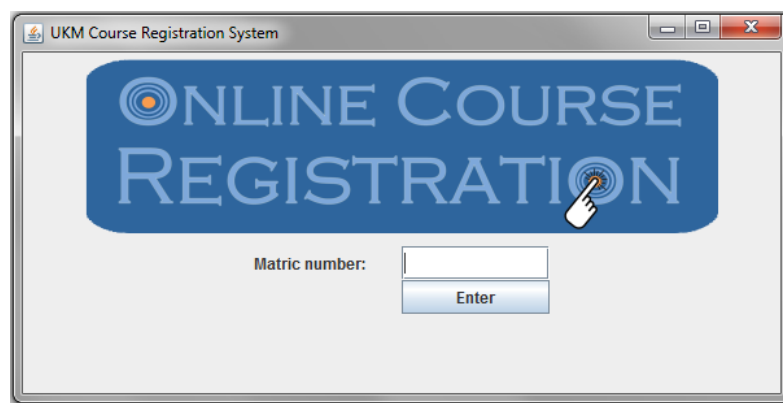 UKM Course Registration System
ONLINE COURSE
REGISTRATION
Matric number:
Enter